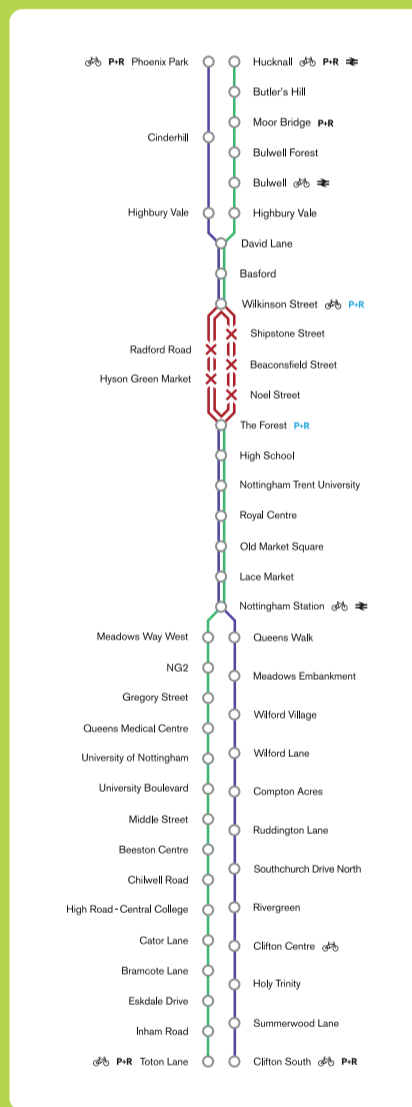 P+R Phoenix Park
Hucknall P+R
Butler's Hill
Moor Bridge P+R
Cinderhill
Bulwell Forest
Bulwell
Highbury Vale
Highbury Vale
David Lane
Basford
Wilkinson Street P+R
Shipstone Street
Radford Road
Beaconsfield Street
Hyson Green Market
Noel Street
The Forest P+R
High School
Nottingham Trent University
Royal Centre
Old Market Square
Lace Market
Nottingham Station
Meadows Way West
Queens Walk
NG2
Meadows Embankment
Gregory Street
Wilford Village
Queens Medical Centre
Wilford Lane
University of Nottingham
University Boulevard
Compton Acres
Middle Street
Ruddington Lane
Beeston Centre
Southchurch Drive North
Chilwell Road
High Road-Central College
Rivergreen
Cator Lane
Clifton Centre
Bramcote Lane
Holy Trinity
Eskdale Drive
Summerwood Lane
Inham Road
P+R Toton Lane
Clifton South P+R